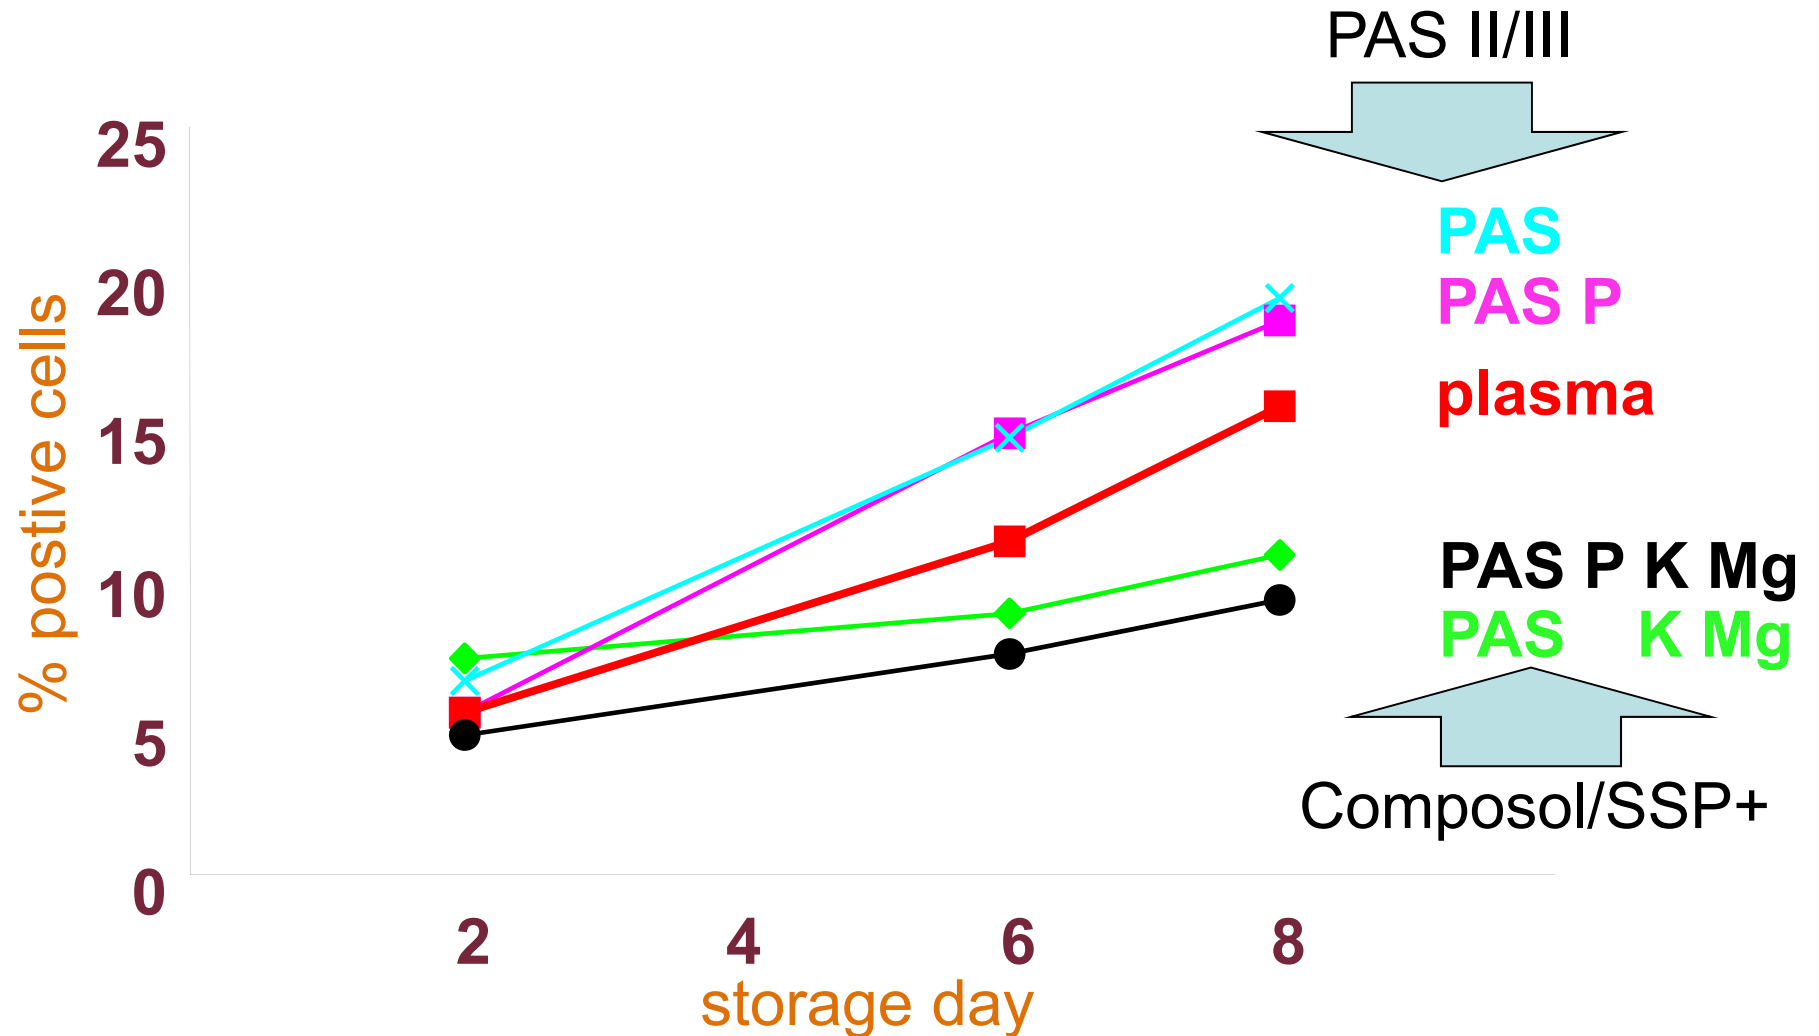 PAS II/III
25
20
15
10
5
0
% postive cells
PAS
PAS P
plasma
PAS P K Mg
PAS K Mg
Composol/SSP+
2 4 6 8
storage day